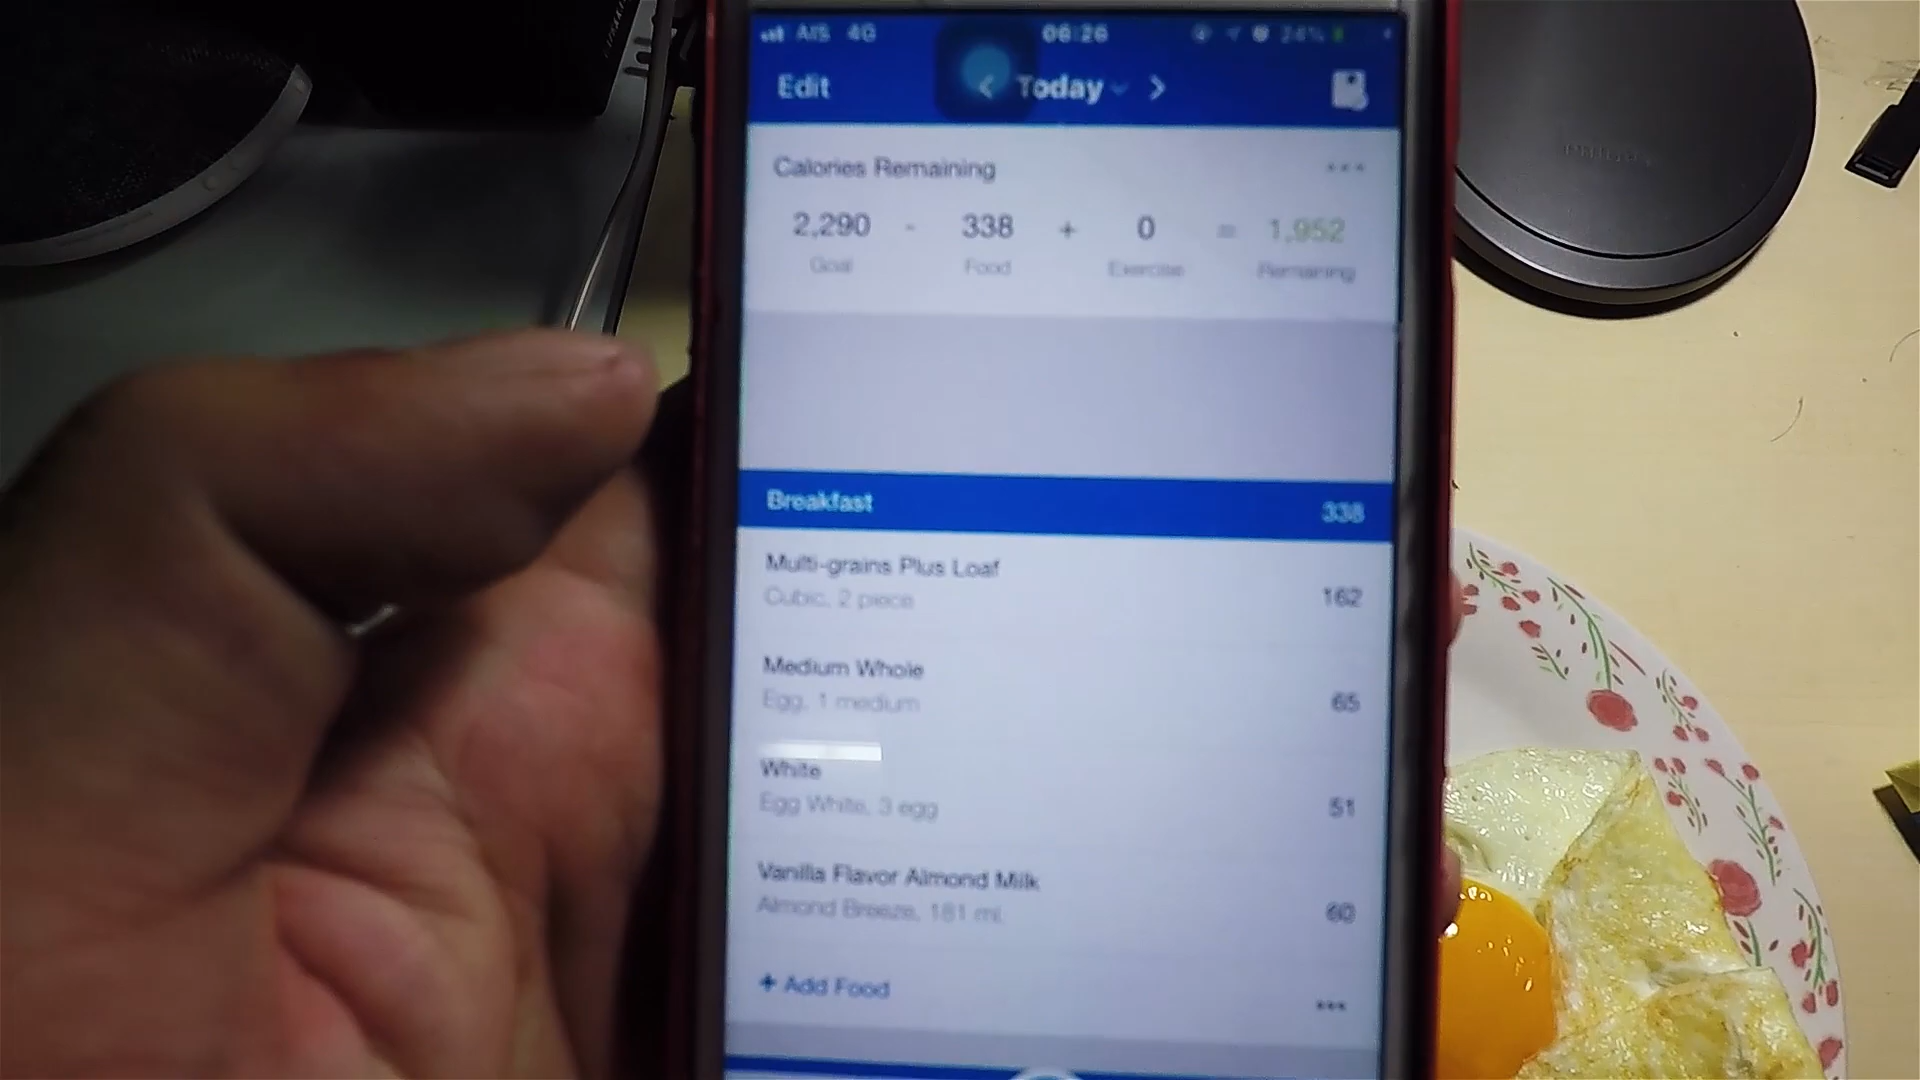 AIS 4G 06:26 24%
Edit Today
Calories Remaining
2,290 - 338 + 0 = 1,952
Goal Food Exercise Remaining
Breakfast 338
Multi-grains Plus Loaf
Cubic, 2 piece 162
Medium Whole
Egg, 1 medium 65
White
Egg White, 3 egg 51
Vanilla Flavor Almond Milk
Almond Breeze, 181 ml 60
+ Add Food